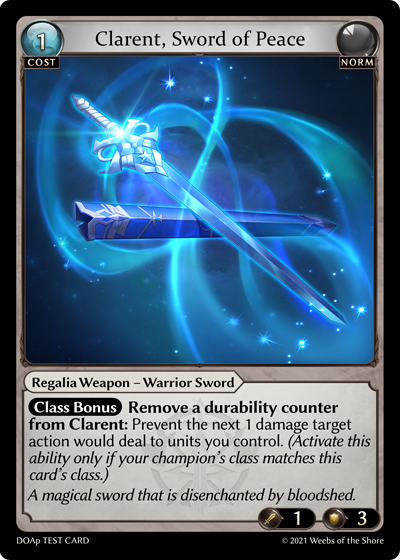 1
Clarent, Sword of Peace
COST
NORM
Regalia Weapon – Warrior Sword
Class Bonus Remove a durability counter
from Clarent: Prevent the next 1 damage target
action would deal to units you control. (Activate this
ability only if your champion's class matches this
card's class.)
A magical sword that is disenchanted by bloodshed.
1 3
DOAp TEST CARD
© 2021 Weebs of the Shore